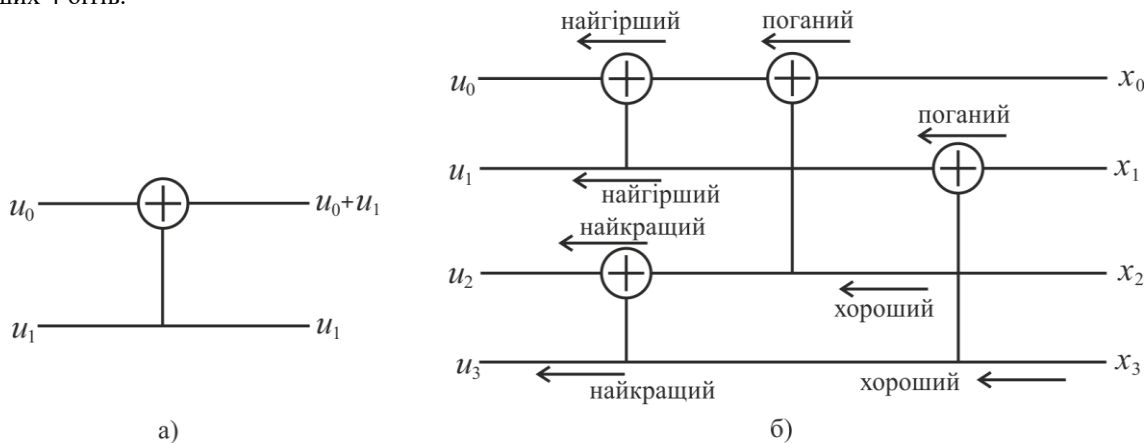 ших 4 бітів.
найгірший поганий
u₀ x₀
поганий
u₁ x₁
найгірший
u₀ u₀+u₁
найкращий
u₂ x₂
хороший
u₁ u₁
u₃ x₃
найкращий хороший
а) б)